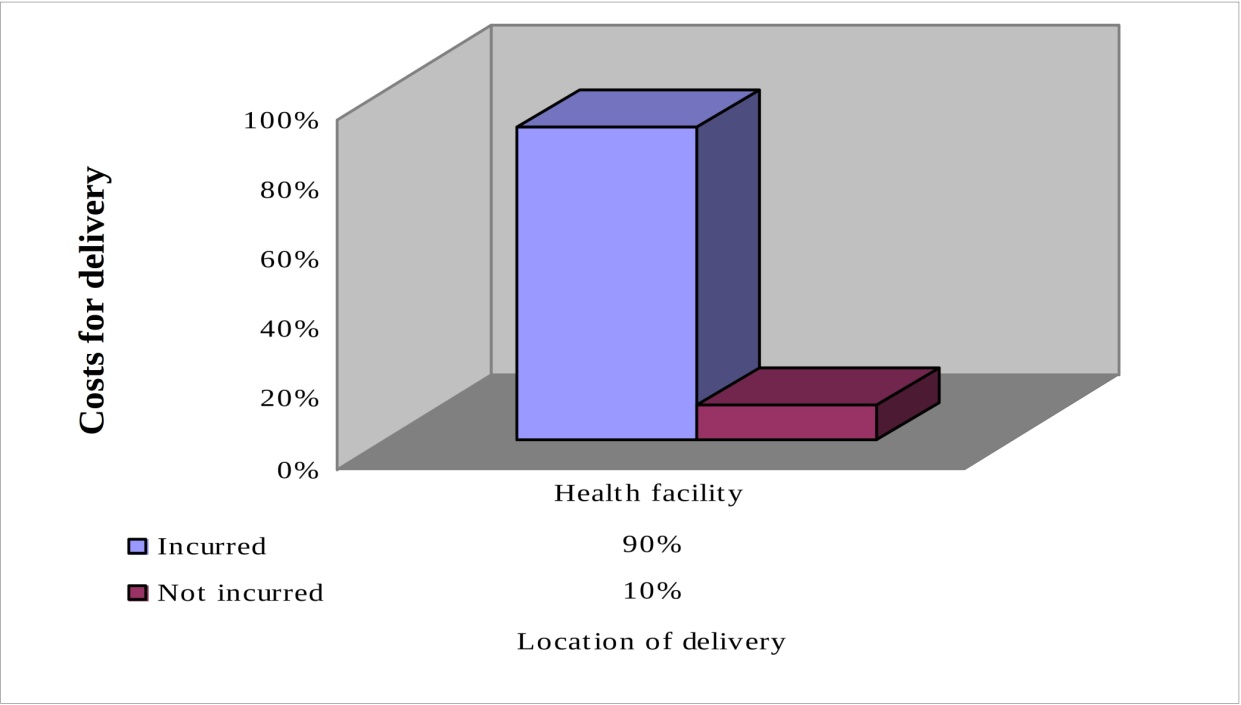 Costs for delivery
100%
80%
60%
40%
20%
0%
Health facility
Incurred 90%
Not incurred 10%
Location of delivery